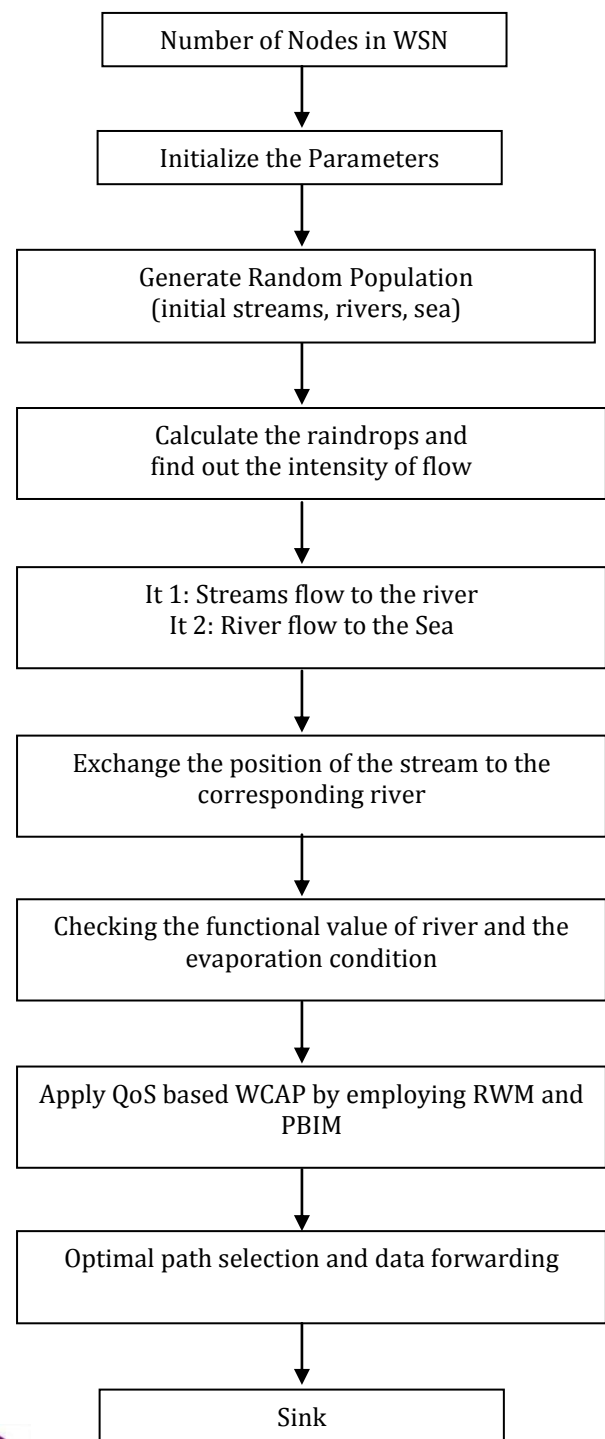 Number of Nodes in WSN
Initialize the Parameters
Generate Random Population
(initial streams, rivers, sea)
Calculate the raindrops and
find out the intensity of flow
It 1: Streams flow to the river
It 2: River flow to the Sea
Exchange the position of the stream to the
corresponding river
Checking the functional value of river and the
evaporation condition
Apply QoS based WCAP by employing RWM and
PBIM
Optimal path selection and data forwarding
Sink